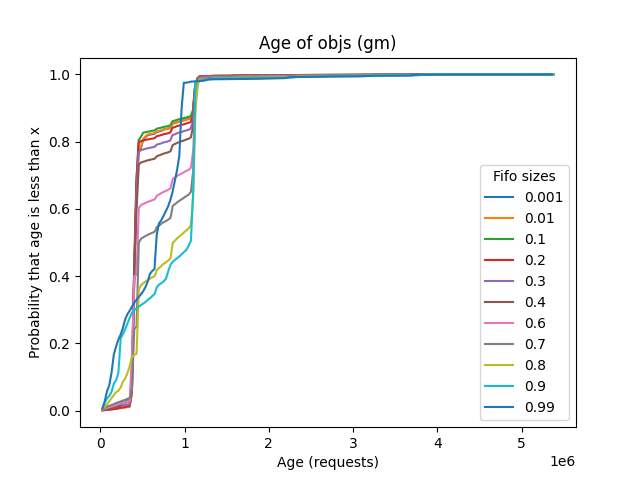 Age of objs (gm)
Probability that age is less than x
1.0
0.8
0.6
0.4
0.2
0.0
Fifo sizes
0.001
0.01
0.1
0.2
0.3
0.4
0.6
0.7
0.8
0.9
0.99
0 1 2 3 4 5
1e6
Age (requests)